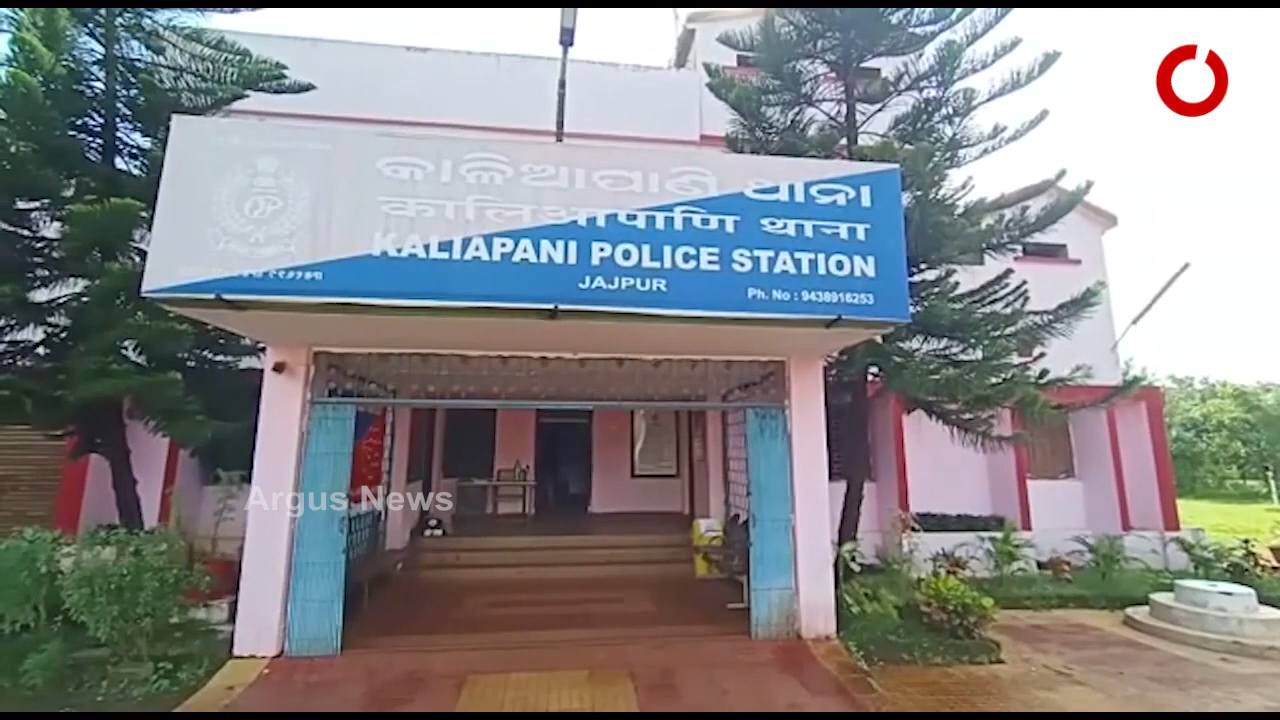 କାଳିଆପାଣି ଥାନା
कालिआपाणि थाना
KALIAPANI POLICE STATION
JAJPUR
Ph. No : 9438916253
Argus News